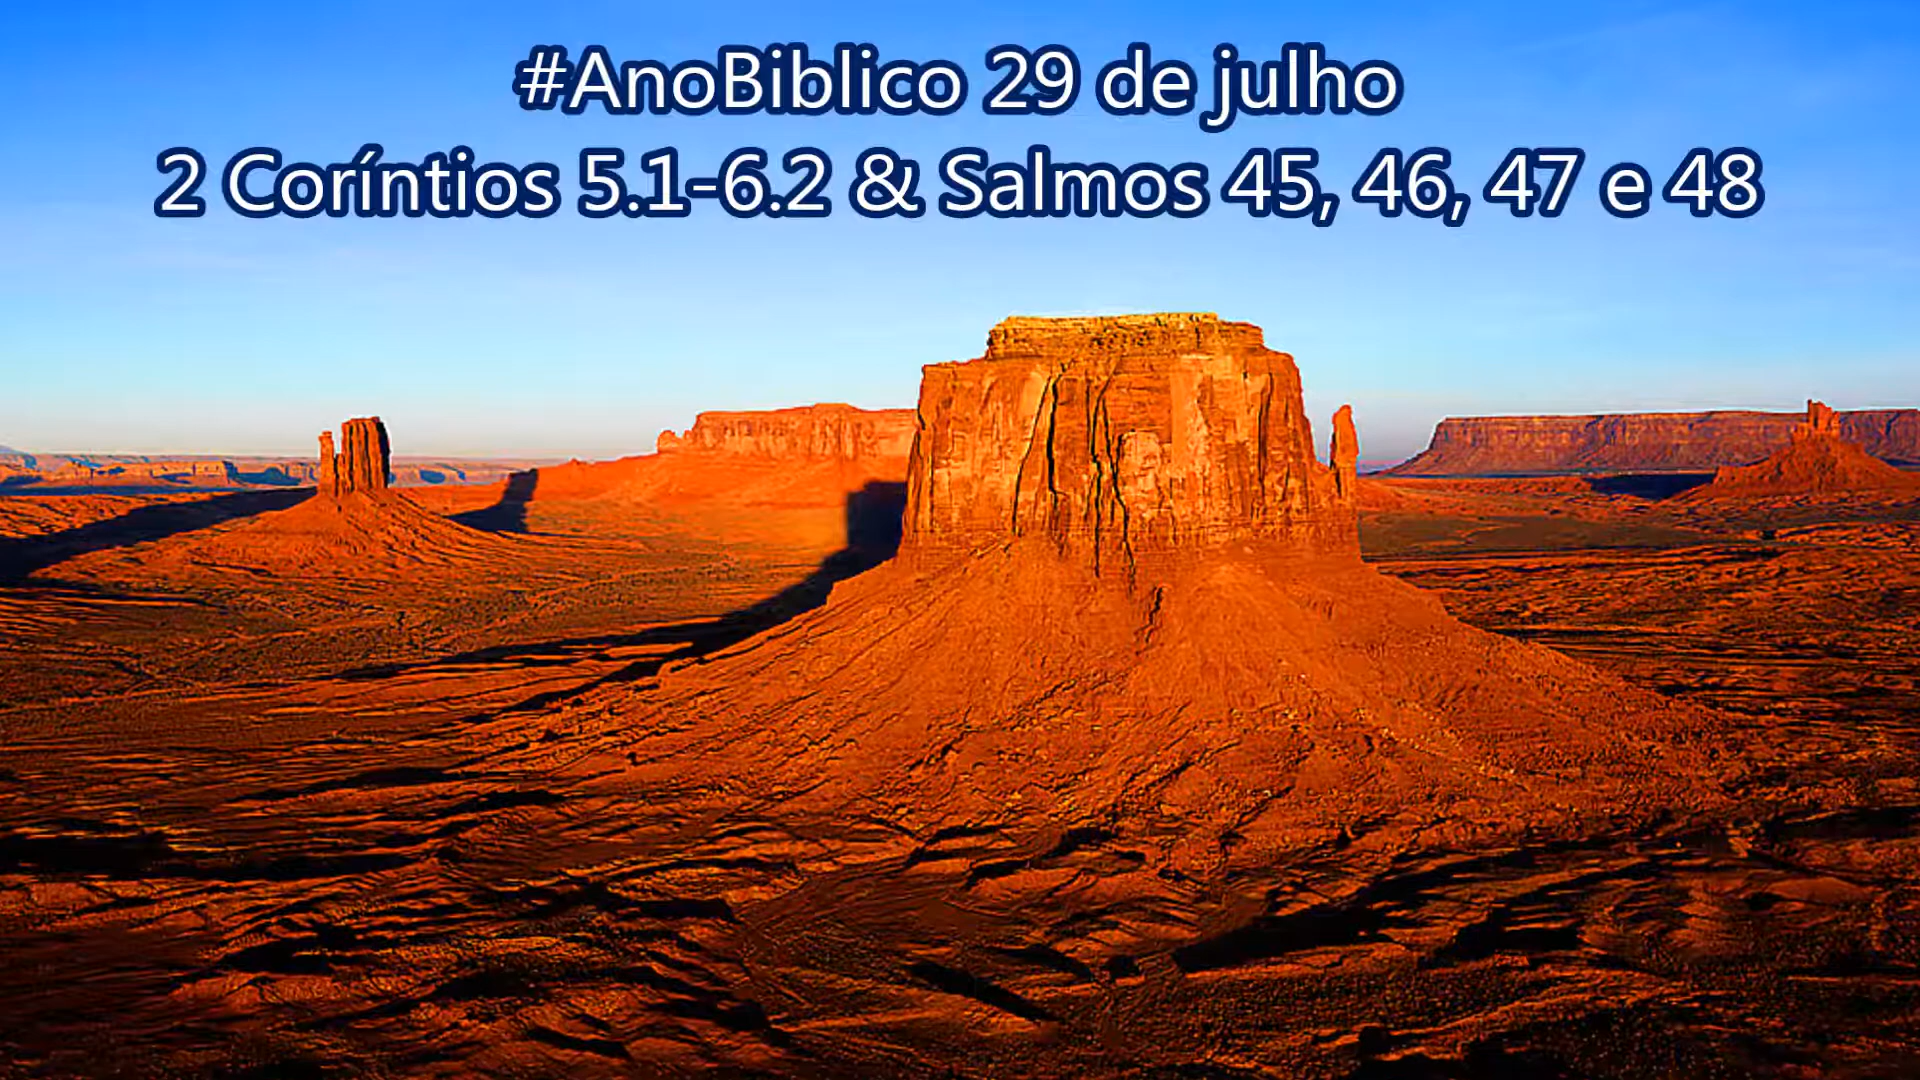 #AnoBiblico 29 de julho
2 Coríntios 5.1-6.2 & Salmos 45, 46, 47 e 48